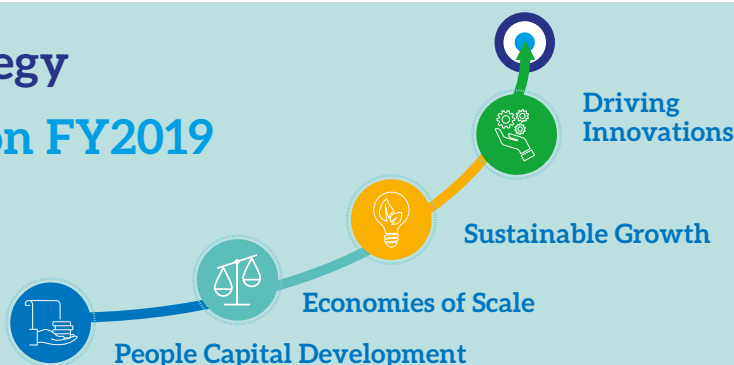 egy
on FY2019
Driving
Innovations
Sustainable Growth
Economies of Scale
People Capital Development